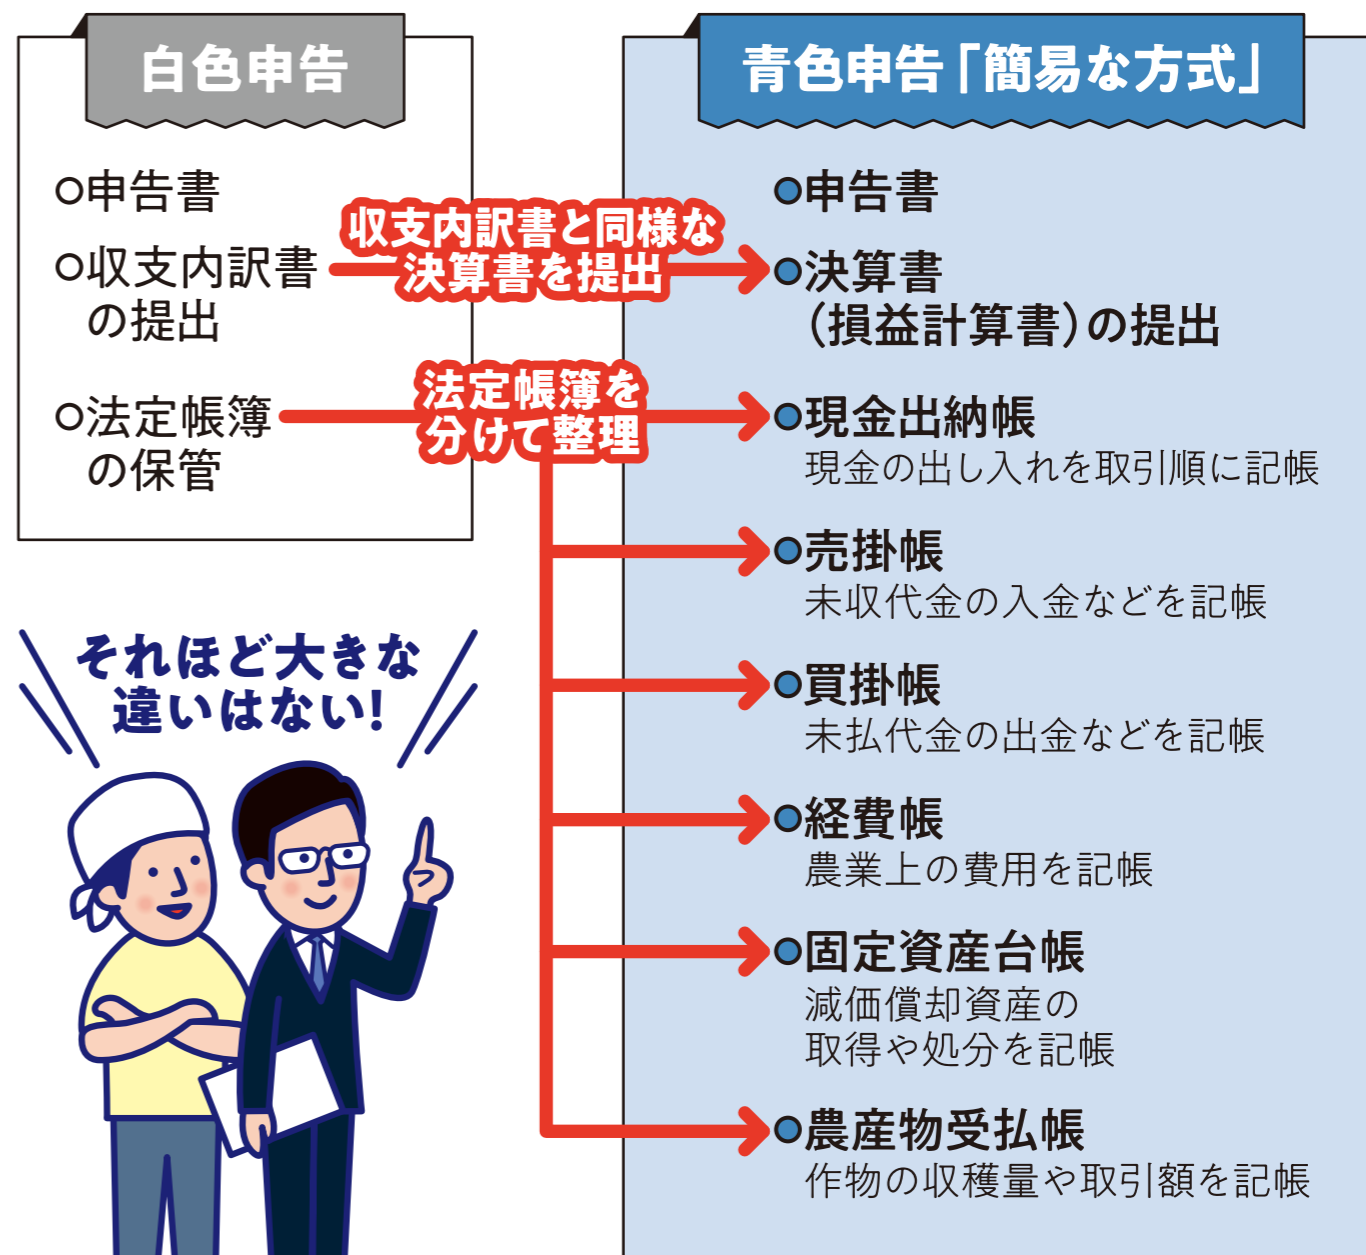 白色申告
○申告書
○収支内訳書
の提出
○法定帳簿
の保管
収支内訳書と同様な
決算書を提出
法定帳簿を
分けて整理
青色申告「簡易な方式」
●申告書
●決算書
（損益計算書）の提出
●現金出納帳
現金の出し入れを取引順に記帳
●売掛帳
未収代金の入金などを記帳
●買掛帳
未払代金の出金などを記帳
●経費帳
農業上の費用を記帳
●固定資産台帳
減価償却資産の
取得や処分を記帳
●農産物受払帳
作物の収穫量や取引額を記帳
それほど大きな
違いはない!